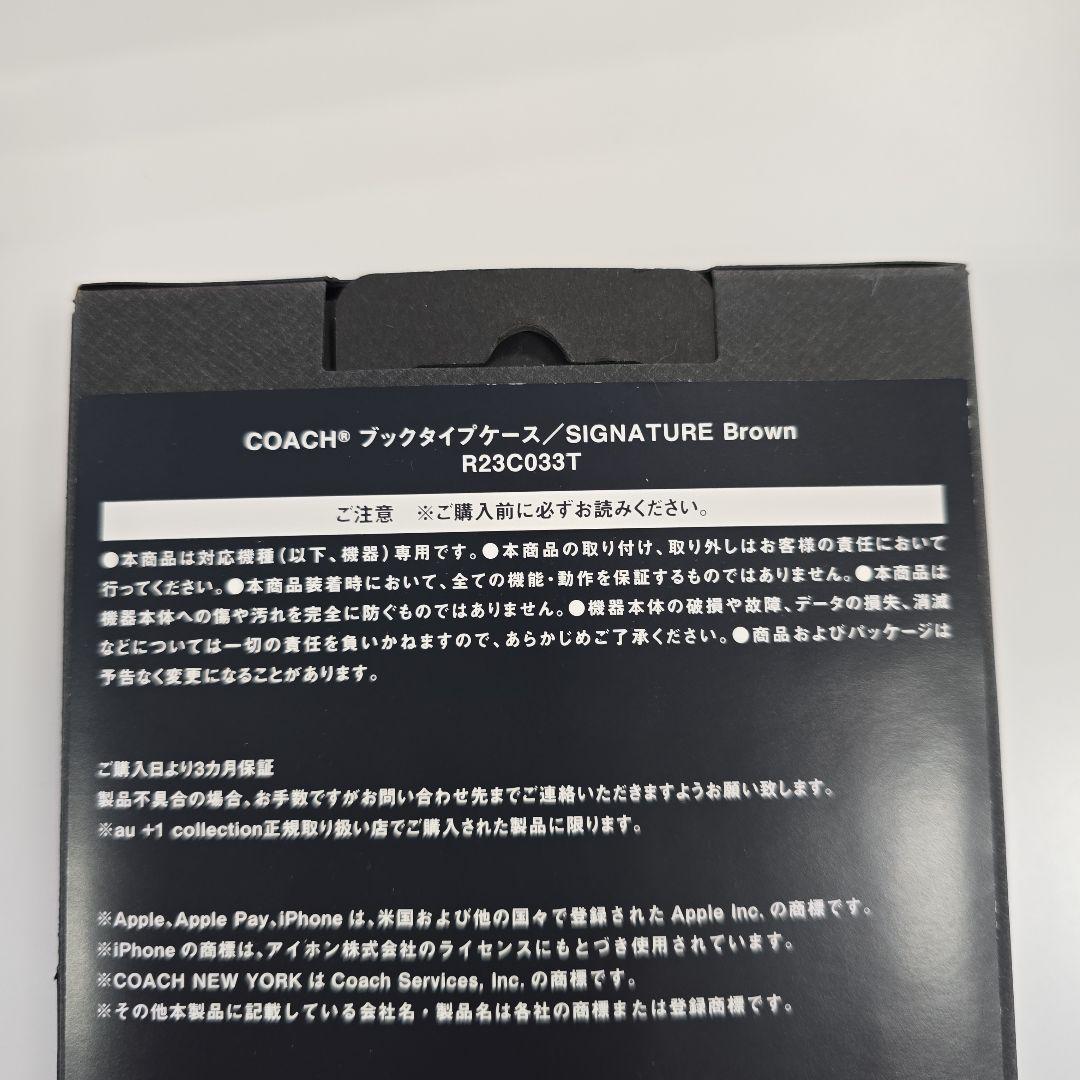 COACH® ブックタイプケース／SIGNATURE Brown
R23C033T
ご注意　※ご購入前に必ずお読みください。
●本商品は対応機種（以下、機器）専用です。●本商品の取り付け、取り外しはお客様の責任において
行ってください。●本商品装着時において、全ての機能・動作を保証するものではありません。●本商品は
機器本体への傷や汚れを完全に防ぐものではありません。●機器本体の破損や故障、データの損失、消滅
などについては一切の責任を負いかねますので、あらかじめご了承ください。●商品およびパッケージは
予告なく変更になることがあります。
ご購入日より3カ月保証
製品不具合の場合、お手数ですがお問い合わせ先までご連絡いただきますようお願い致します。
※au +1 collection正規取り扱い店でご購入された製品に限ります。
※Apple、Apple Pay、iPhone は、米国および他の国々で登録された Apple Inc. の商標です。
※iPhone の商標は、アイホン株式会社のライセンスにもとづき使用されています。
※COACH NEW YORK は Coach Services, Inc. の商標です。
※その他本製品に記載している会社名・製品名は各社の商標または登録商標です。